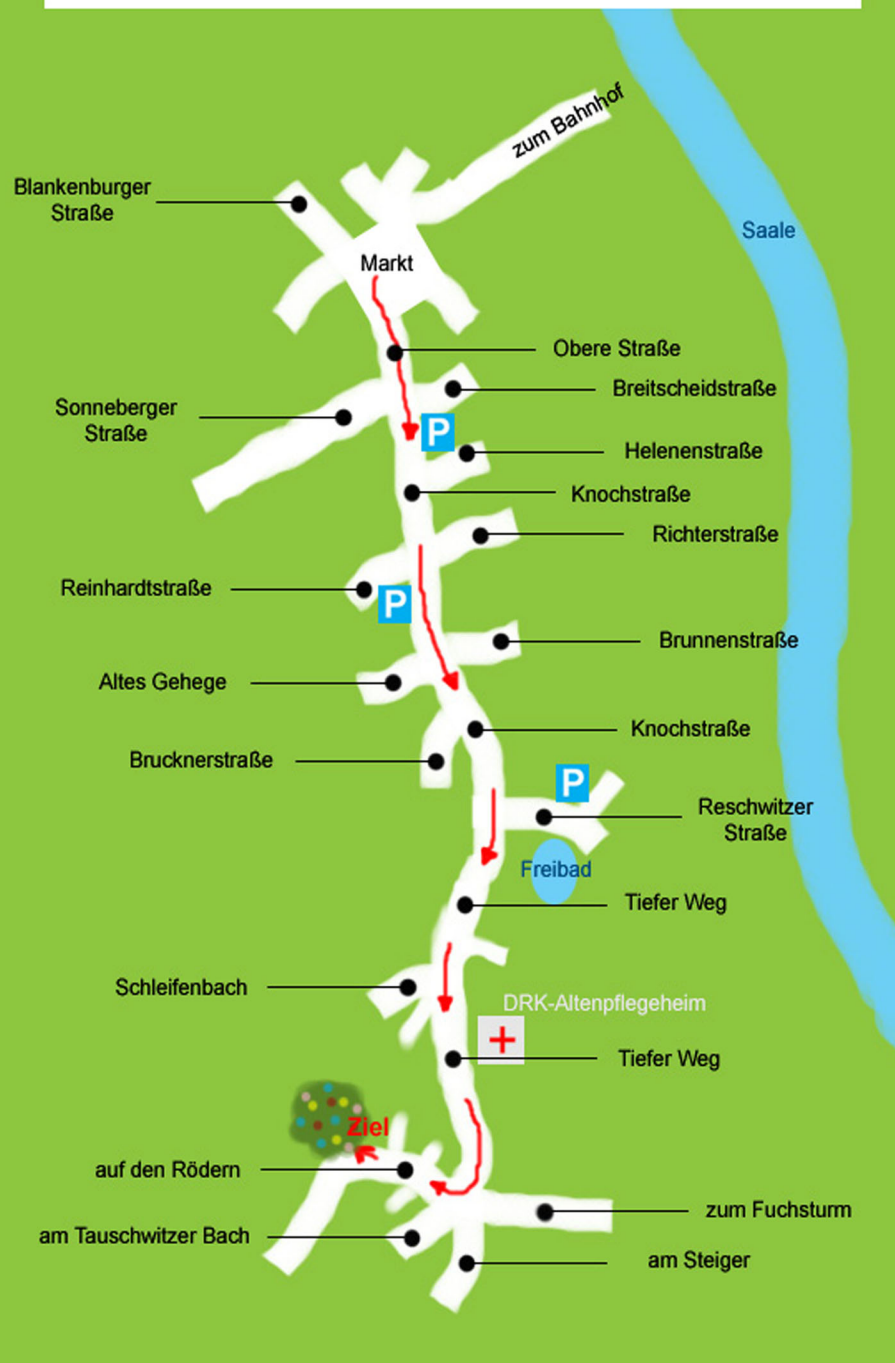 zum Bahnhof
Blankenburger
Straße
Saale
Markt
Obere Straße
Breitscheidstraße
Sonneberger
Straße
P
Helenenstraße
Knochstraße
Richterstraße
Reinhardtstraße
P
Brunnenstraße
Altes Gehege
Knochstraße
Brucknerstraße
P
Reschwitzer
Straße
Freibad
Tiefer Weg
Schleifenbach
DRK-Altenpflegeheim
Tiefer Weg
Ziel
auf den Rödern
zum Fuchsturm
am Tauschwitzer Bach
am Steiger